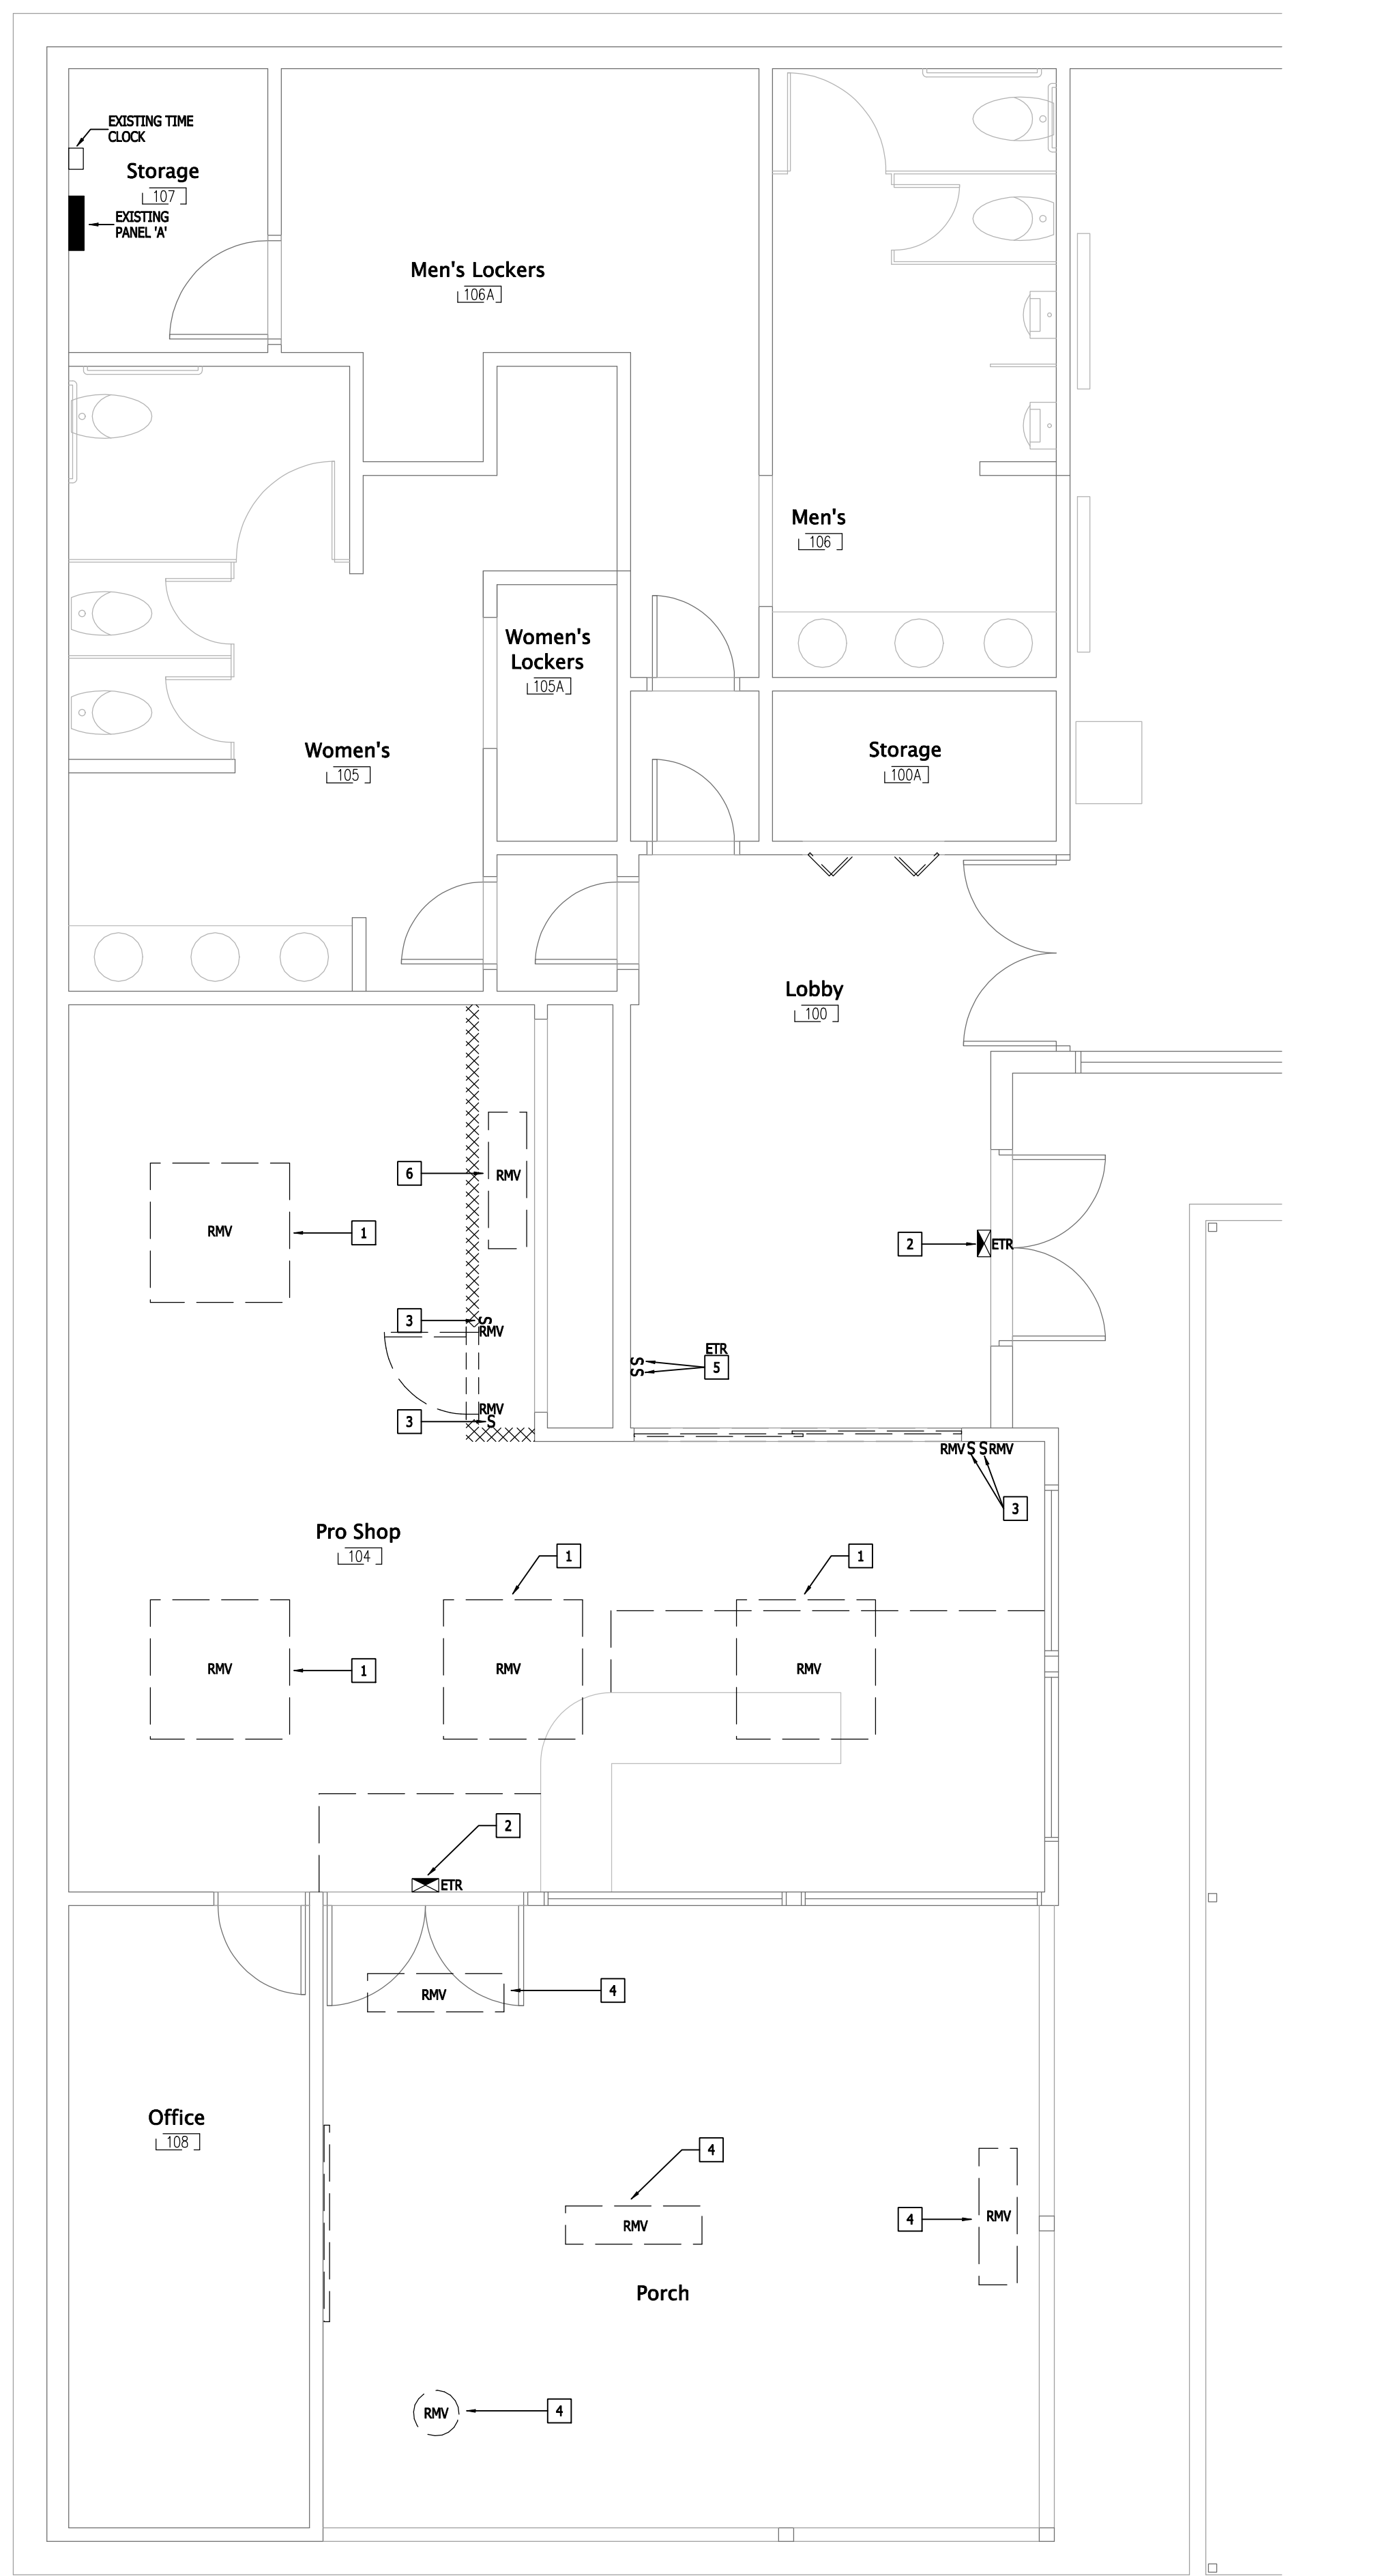 EXISTING TIME
CLOCK
Storage
107
EXISTING
PANEL 'A'
Men's Lockers
106A
Men's
106
Women's
Lockers
105A
Women's
105
Storage
100A
Lobby
100
6
RMV
RMV
1
2
ETR
3
S
RMV
ETR
S
S
5
RMV
3
S
RMV
S
S
RMV
3
Pro Shop
104
1
1
RMV
1
RMV
RMV
2
ETR
RMV
4
Office
108
4
RMV
4
RMV
Porch
RMV
4